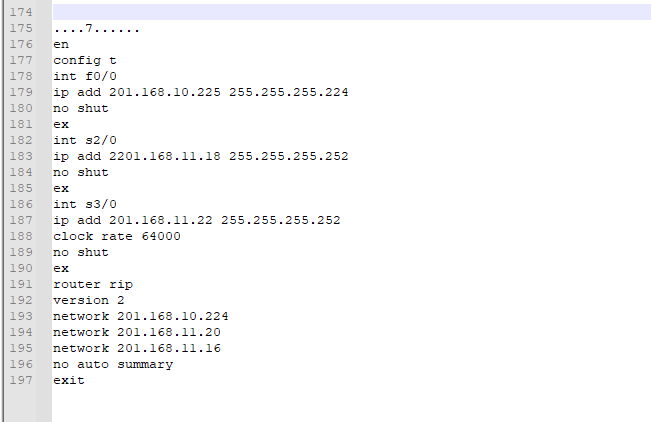 174
175 ....7......
176 en
177 config t
178 int f0/0
179 ip add 201.168.10.225 255.255.255.224
180 no shut
181 ex
182 int s2/0
183 ip add 2201.168.11.18 255.255.255.252
184 no shut
185 ex
186 int s3/0
187 ip add 201.168.11.22 255.255.255.252
188 clock rate 64000
189 no shut
190 ex
191 router rip
192 version 2
193 network 201.168.10.224
194 network 201.168.11.20
195 network 201.168.11.16
196 no auto summary
197 exit